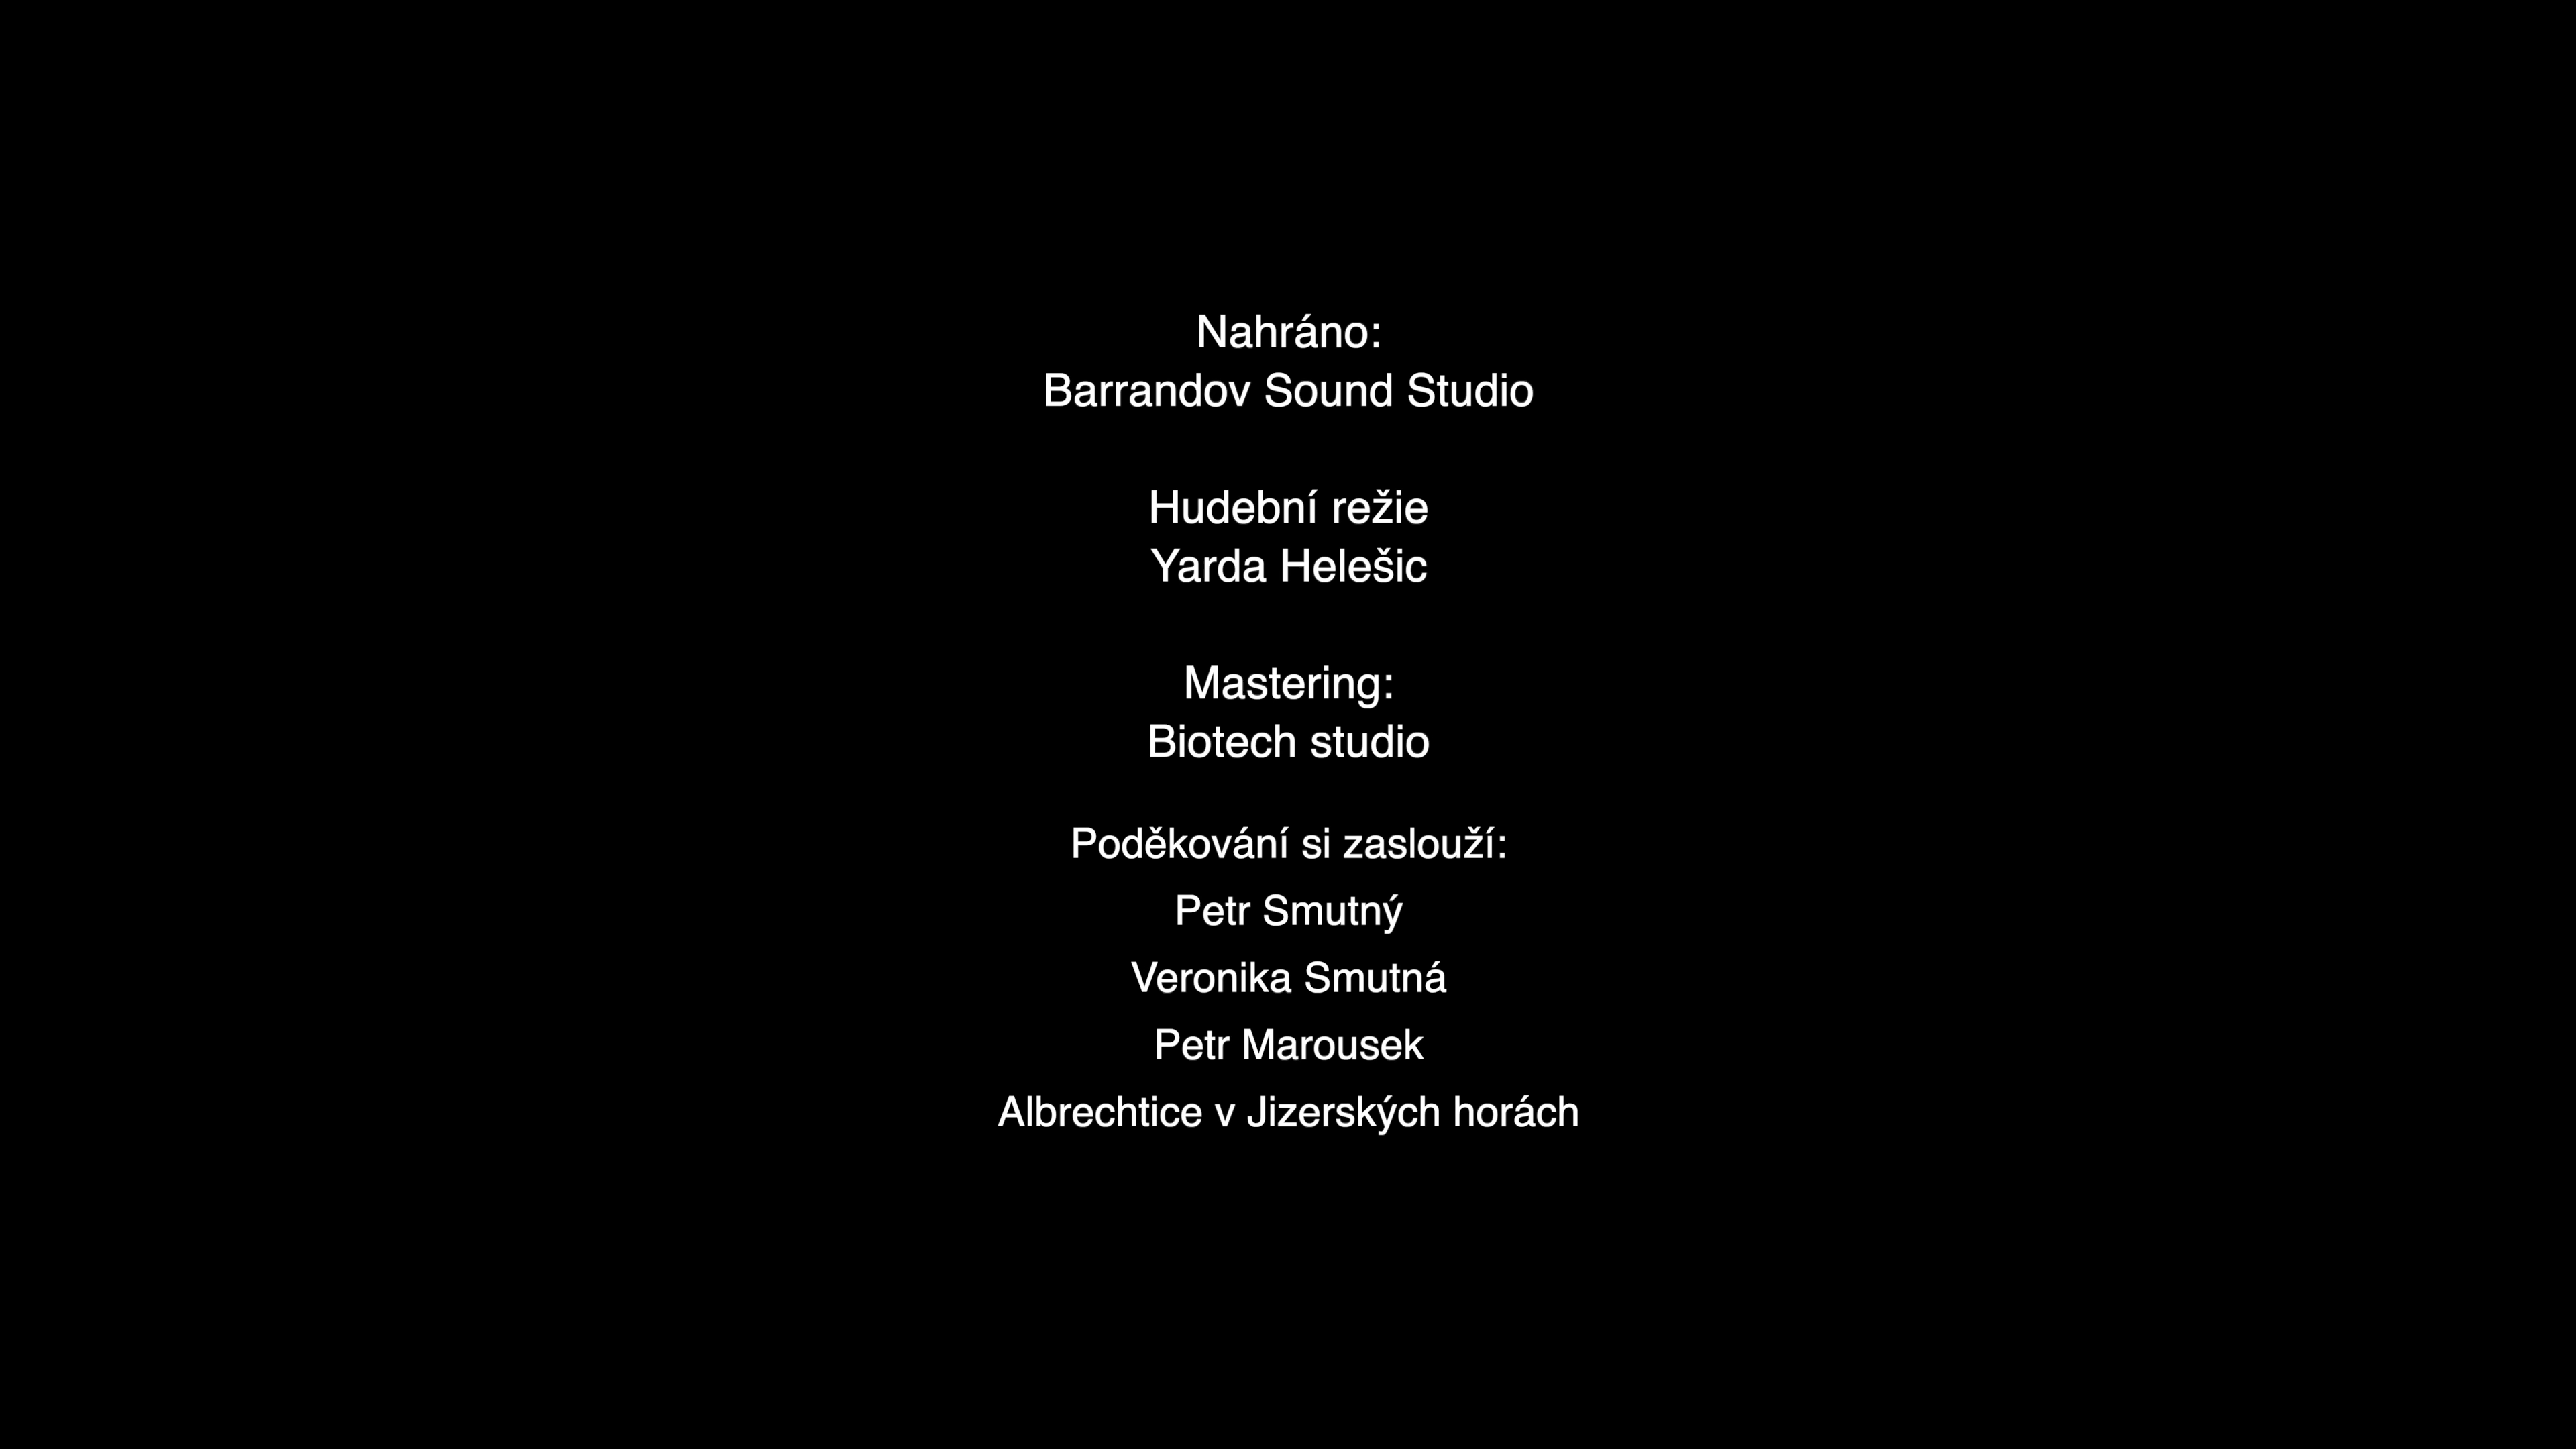 Nahráno:
Barrandov Sound Studio
Hudební režie
Yarda Helešic
Mastering:
Biotech studio
Poděkování si zaslouží:
Petr Smutný
Veronika Smutná
Petr Marousek
Albrechtice v Jizerských horách